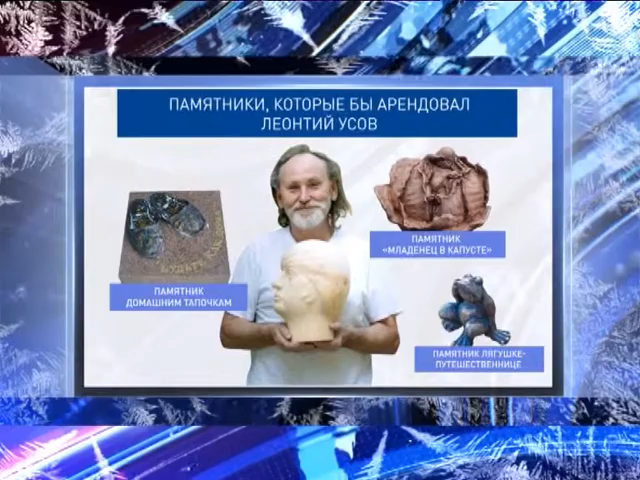 ПАМЯТНИКИ, КОТОРЫЕ БЫ АРЕНДОВАЛ
ЛЕОНТИЙ УСОВ
ПАМЯТНИК
«МЛАДЕНЕЦ В КАПУСТЕ»
ПАМЯТНИК
ДОМАШНИМ ТАПОЧКАМ
ПАМЯТНИК ЛЯГУШКЕ-
ПУТЕШЕСТВЕННИЦЕ